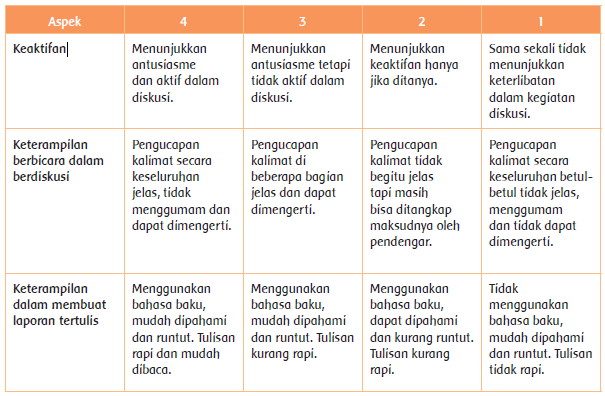 Aspek 4 3 2 1
Keaktifan Menunjukkan Menunjukkan Menunjukkan Sama sekali tidak
antusiasme antusiasme tetapi keaktifan hanya menunjukkan
dan aktif dalam tidak aktif dalam jika ditanya. keterlibatan
diskusi. diskusi. dalam kegiatan
diskusi.
Keterampilan Pengucapan Pengucapan Pengucapan Pengucapan
berbicara dalam kalimat secara kalimat di kalimat tidak kalimat secara
berdiskusi keseluruhan beberapa bagian begitu jelas keseluruhan betul-
jelas, tidak jelas dan dapat tapi masih betul tidak jelas,
menggumam dan dimengerti. bisa ditangkap menggumam
dapat dimengerti. maksudnya oleh dan tidak dapat
pendengar. dimengerti.
Keterampilan Menggunakan Menggunakan Menggunakan Tidak
dalam membuat bahasa baku, bahasa baku, bahasa baku, menggunakan
laporan tertulis mudah dipahami mudah dipahami dapat dipahami bahasa baku,
dan runtut. Tulisan dan runtut. Tulisan dan kurang runtut. mudah dipahami
rapi dan mudah kurang rapi. Tulisan kurang dan runtut. Tulisan
dibaca. rapi. tidak rapi.